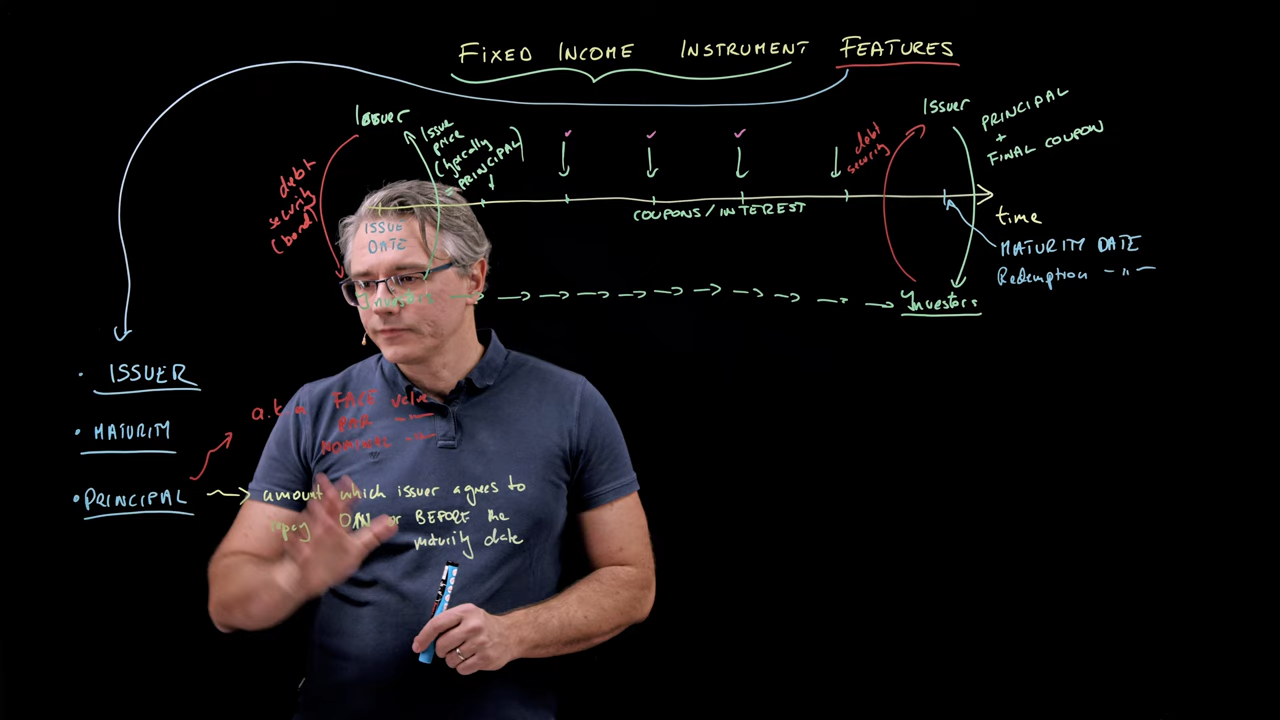 FIXED INCOME INSTRUMENT FEATURES
Issuer
Issue
price
(typically
= PRINCIPAL)
debt
security
(bond)
ISSUE
DATE
Investors
COUPONS/INTEREST
debt
security
Issuer
PRINCIPAL
+
FINAL COUPON
time
MATURITY DATE
Redemption -"-
Investors
• ISSUER
• MATURITY
• PRINCIPAL
a.k.a FACE value
PAR -"-
NOMINAL -"-
amount which issuer agrees to
repay ON or BEFORE the
maturity date